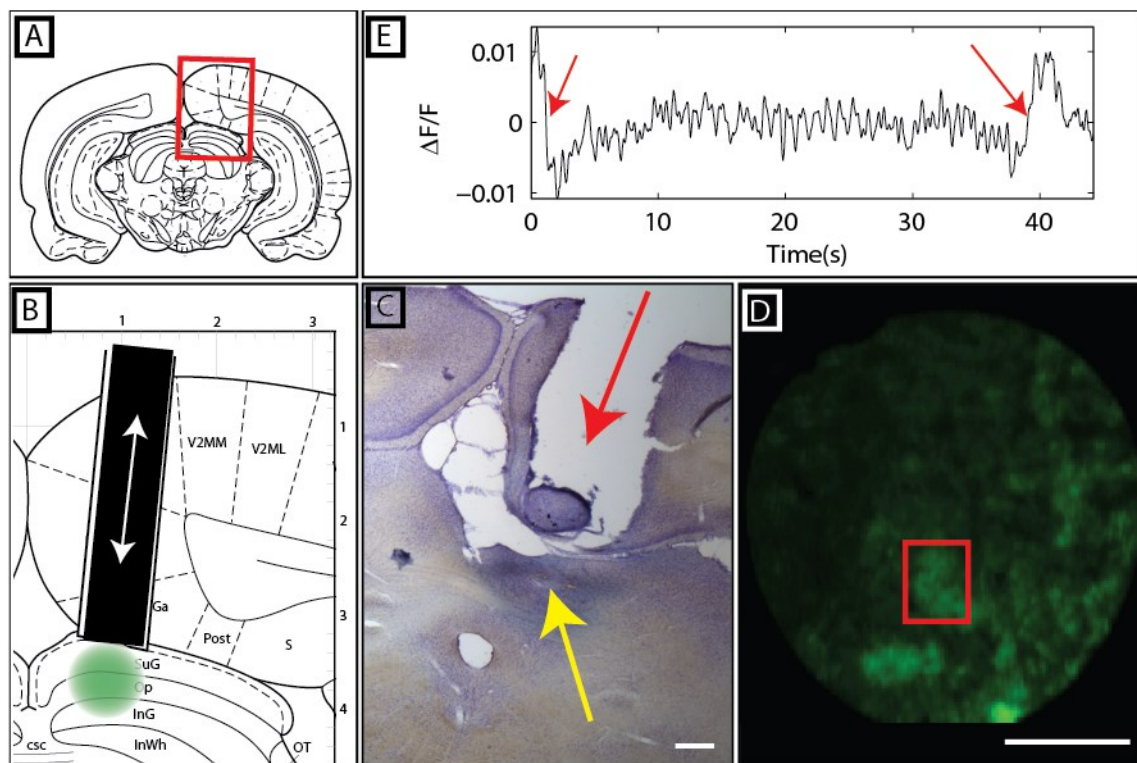 A
E
0.01
0
−0.01
ΔF/F
0 10 20 30 40
Time(s)
B
1 2 3
1
2
3
4
V2MM
V2ML
Ga
Post
S
SuG
Op
InG
InWh
csc
OT
C
D